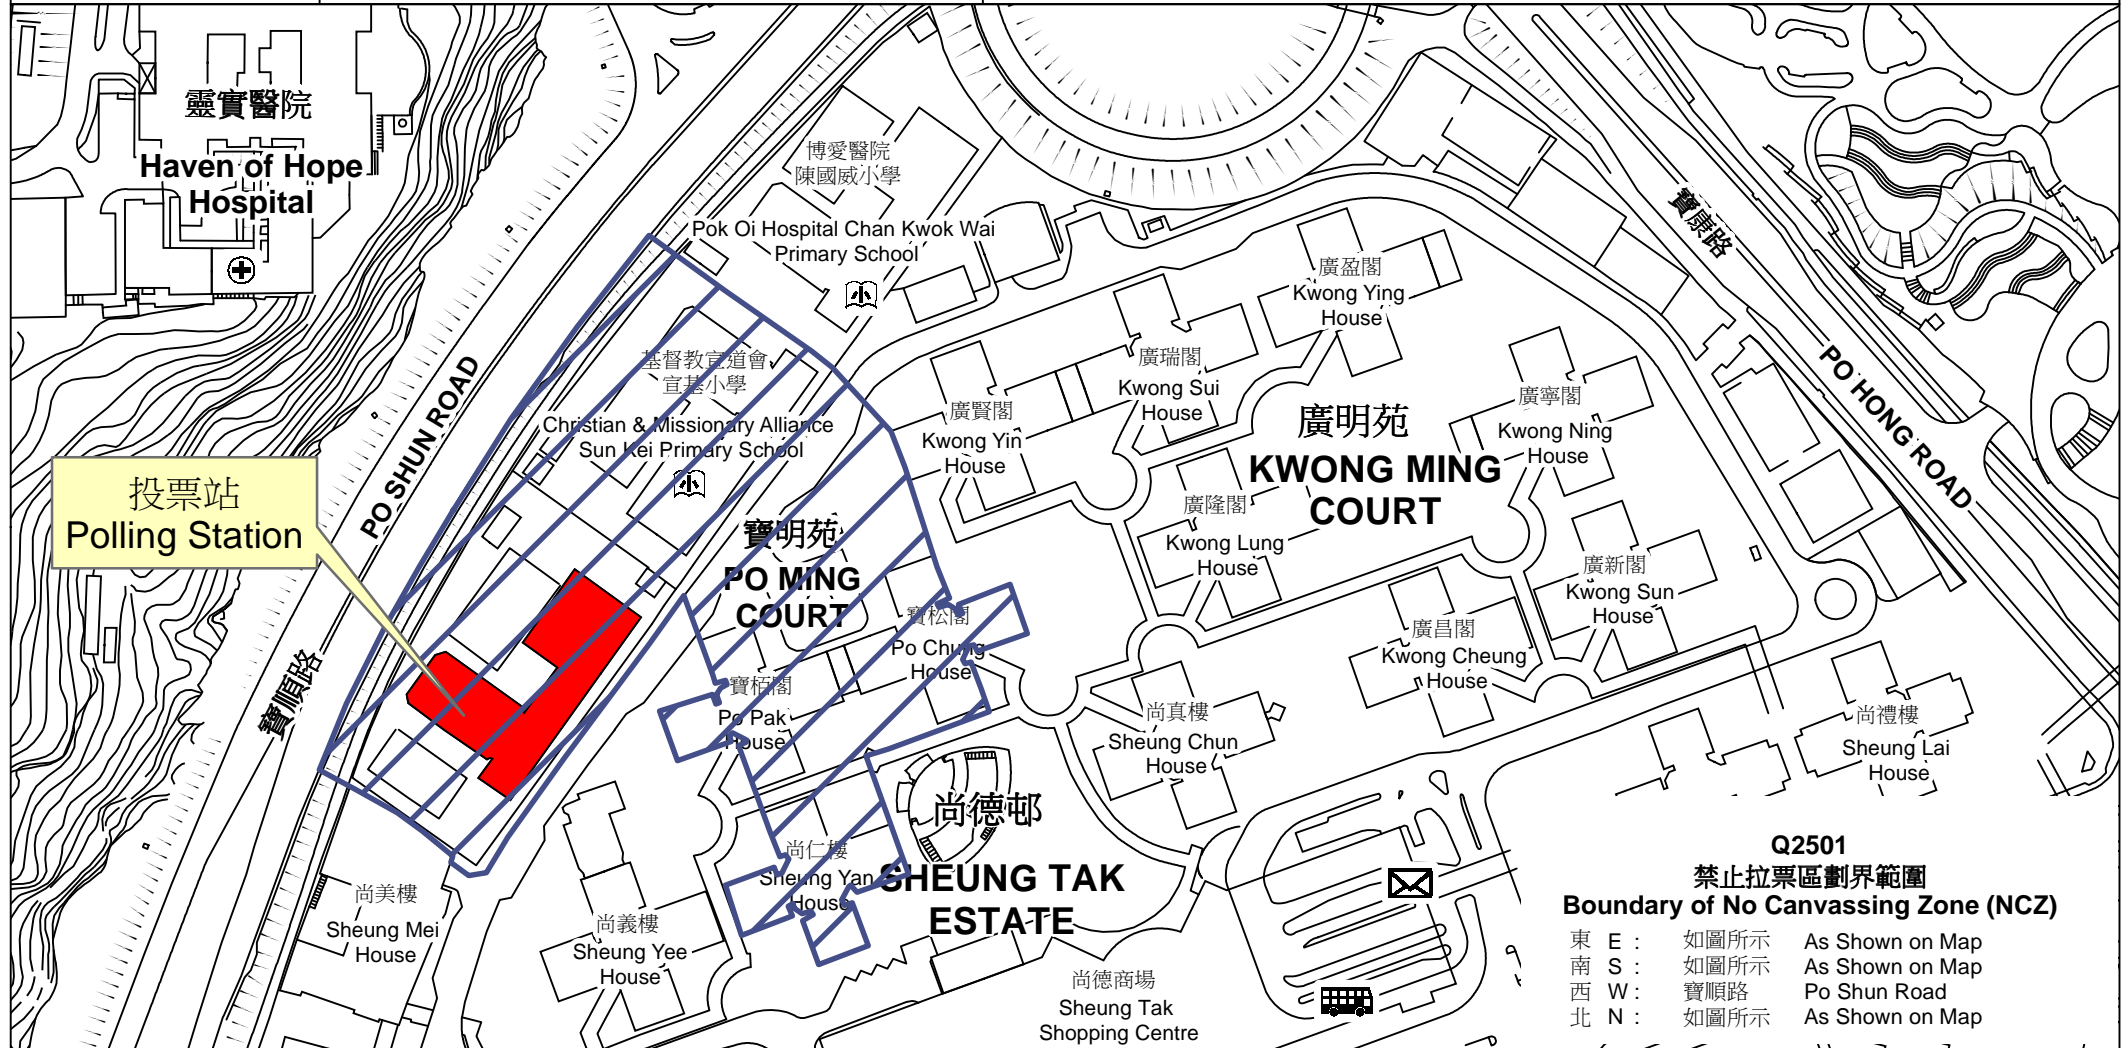 靈實醫院
Haven of Hope
Hospital
博愛醫院
陳國威小學
Pok Oi Hospital Chan Kwok Wai
Primary School
寶康路
PO HONG ROAD
基督教宣道會
宣基小學
Christian & Missionary Alliance
Sun Kei Primary School
PO SHUN ROAD
寶順路
投票站
Polling Station
廣盈閣
Kwong Ying
House
廣瑞閣
Kwong Sui
House
廣賢閣
Kwong Yin
House
廣寧閣
Kwong Ning
House
廣明苑
KWONG MING
COURT
廣隆閣
Kwong Lung
House
廣新閣
Kwong Sun
House
廣昌閣
Kwong Cheung
House
寶明苑
PO MING
COURT
寶松閣
Po Chung
House
寶栢閣
Po Pak
House
尚真樓
Sheung Chun
House
尚禮樓
Sheung Lai
House
尚德邨
SHEUNG TAK
ESTATE
尚仁樓
Sheung Yan
House
尚美樓
Sheung Mei
House
尚義樓
Sheung Yee
House
尚德商場
Sheung Tak
Shopping Centre
Q2501
禁止拉票區劃界範圍
Boundary of No Canvassing Zone (NCZ)
東 E : 如圖所示 As Shown on Map
南 S : 如圖所示 As Shown on Map
西 W : 寶順路 Po Shun Road
北 N : 如圖所示 As Shown on Map